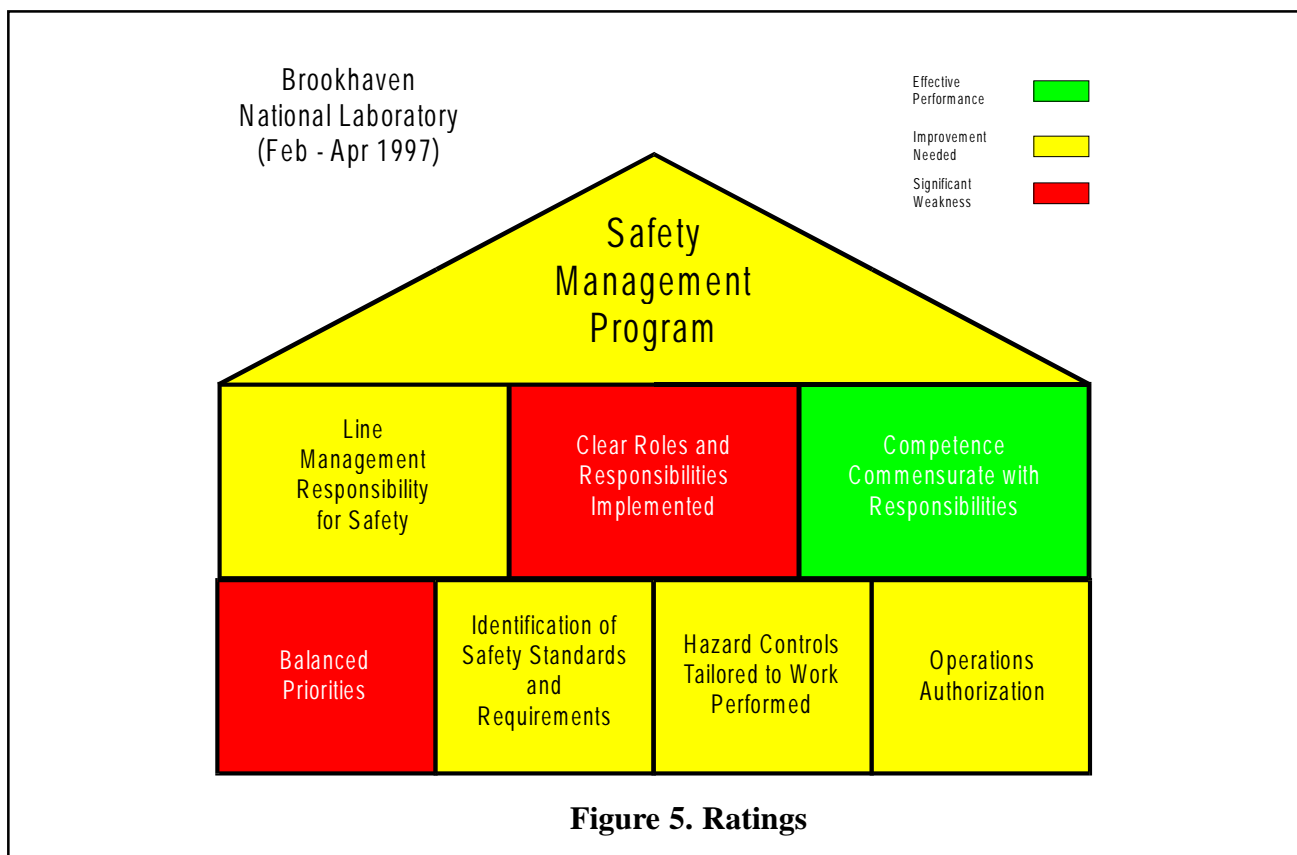 Brookhaven
National Laboratory
(Feb - Apr 1997)
Effective
Performance
Improvement
Needed
Significant
Weakness
Safety
Management
Program
Line
Management
Responsibility
for Safety
Clear Roles and
Responsibilities
Implemented
Competence
Commensurate with
Responsibilities
Balanced
Priorities
Identification of
Safety Standards
and
Requirements
Hazard Controls
Tailored to Work
Performed
Operations
Authorization
Figure 5. Ratings